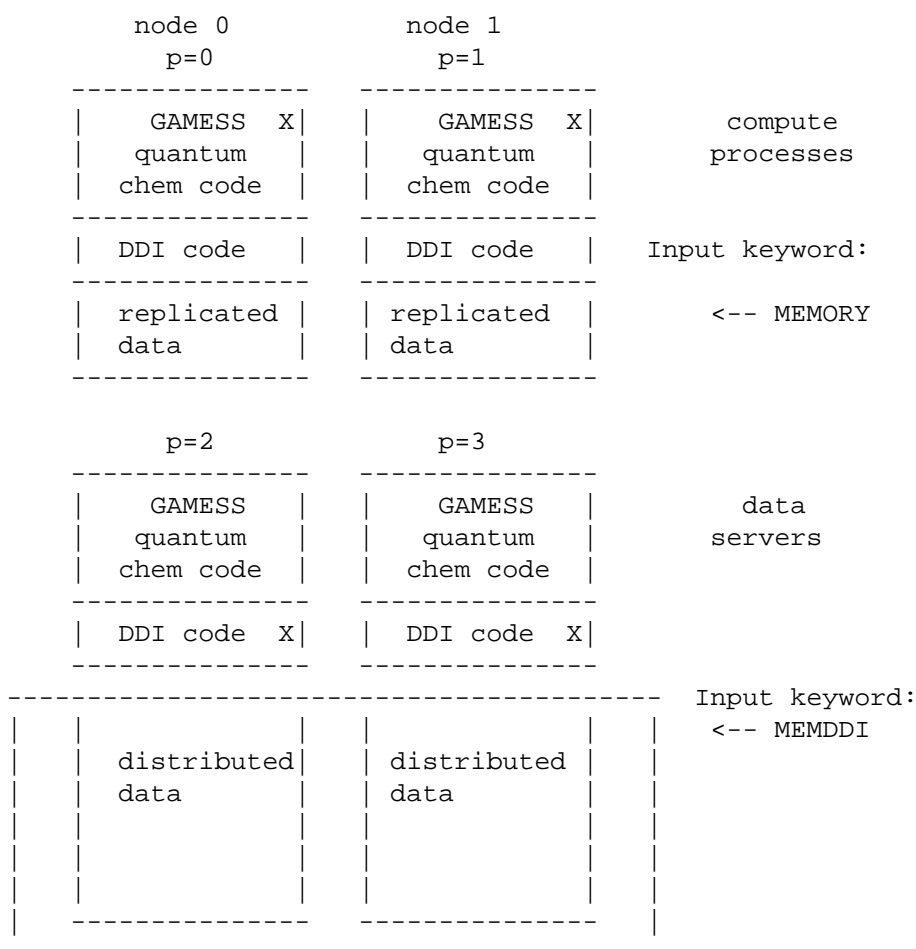 node 0 node 1
p=0 p=1
--------------- ---------------
| GAMESS X| | GAMESS X| compute
| quantum | | quantum | processes
| chem code | | chem code |
--------------- ---------------
| DDI code | | DDI code | Input keyword:
--------------- ---------------
| replicated | | replicated | <-- MEMORY
| data | | data |
--------------- ---------------
p=2 p=3
--------------- ---------------
| GAMESS | | GAMESS | data
| quantum | | quantum | servers
| chem code | | chem code |
--------------- ---------------
| DDI code X| | DDI code X|
--------------- ---------------
----------------------------------------- Input keyword:
| | | | | | <-- MEMDDI
| | distributed| | distributed | |
| | data | | data | |
| | | | | |
| | | | | |
| | | | | |
| --------------- --------------- |